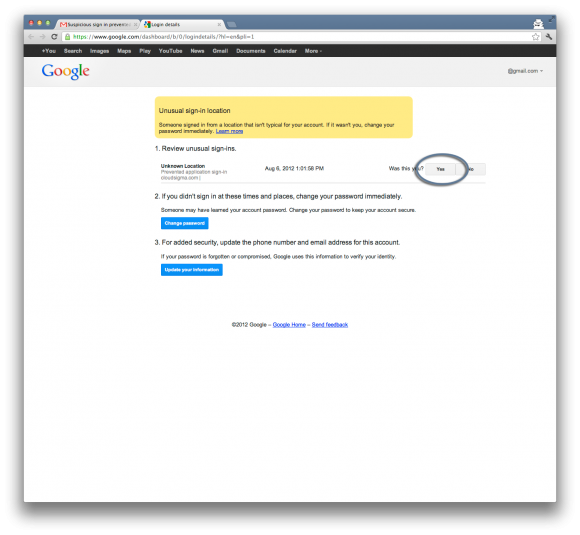 Suspicious sign in prevented
Login details
https://www.google.com/dashboard/b/0/logindetails/?hl=en&pli=1
+You Search Images Maps Play YouTube News Gmail Documents Calendar More
Google
@gmail.com
Unusual sign-in location
Someone signed in from a location that isn't typical for your account. If it wasn't you, change your
password immediately. Learn more
1. Review unusual sign-ins.
Unknown Location
Prevented application sign-in
cloudsigma.com |
Aug 6, 2012 1:01:58 PM
Was this you? Yes No
2. If you didn't sign in at these times and places, change your password immediately.
Someone may have learned your account password. Change your password to keep your account secure.
Change password
3. For added security, update the phone number and email address for this account.
If your password is forgotten or compromised, Google uses this information to verify your identity.
Update your information
©2012 Google – Google Home – Send feedback